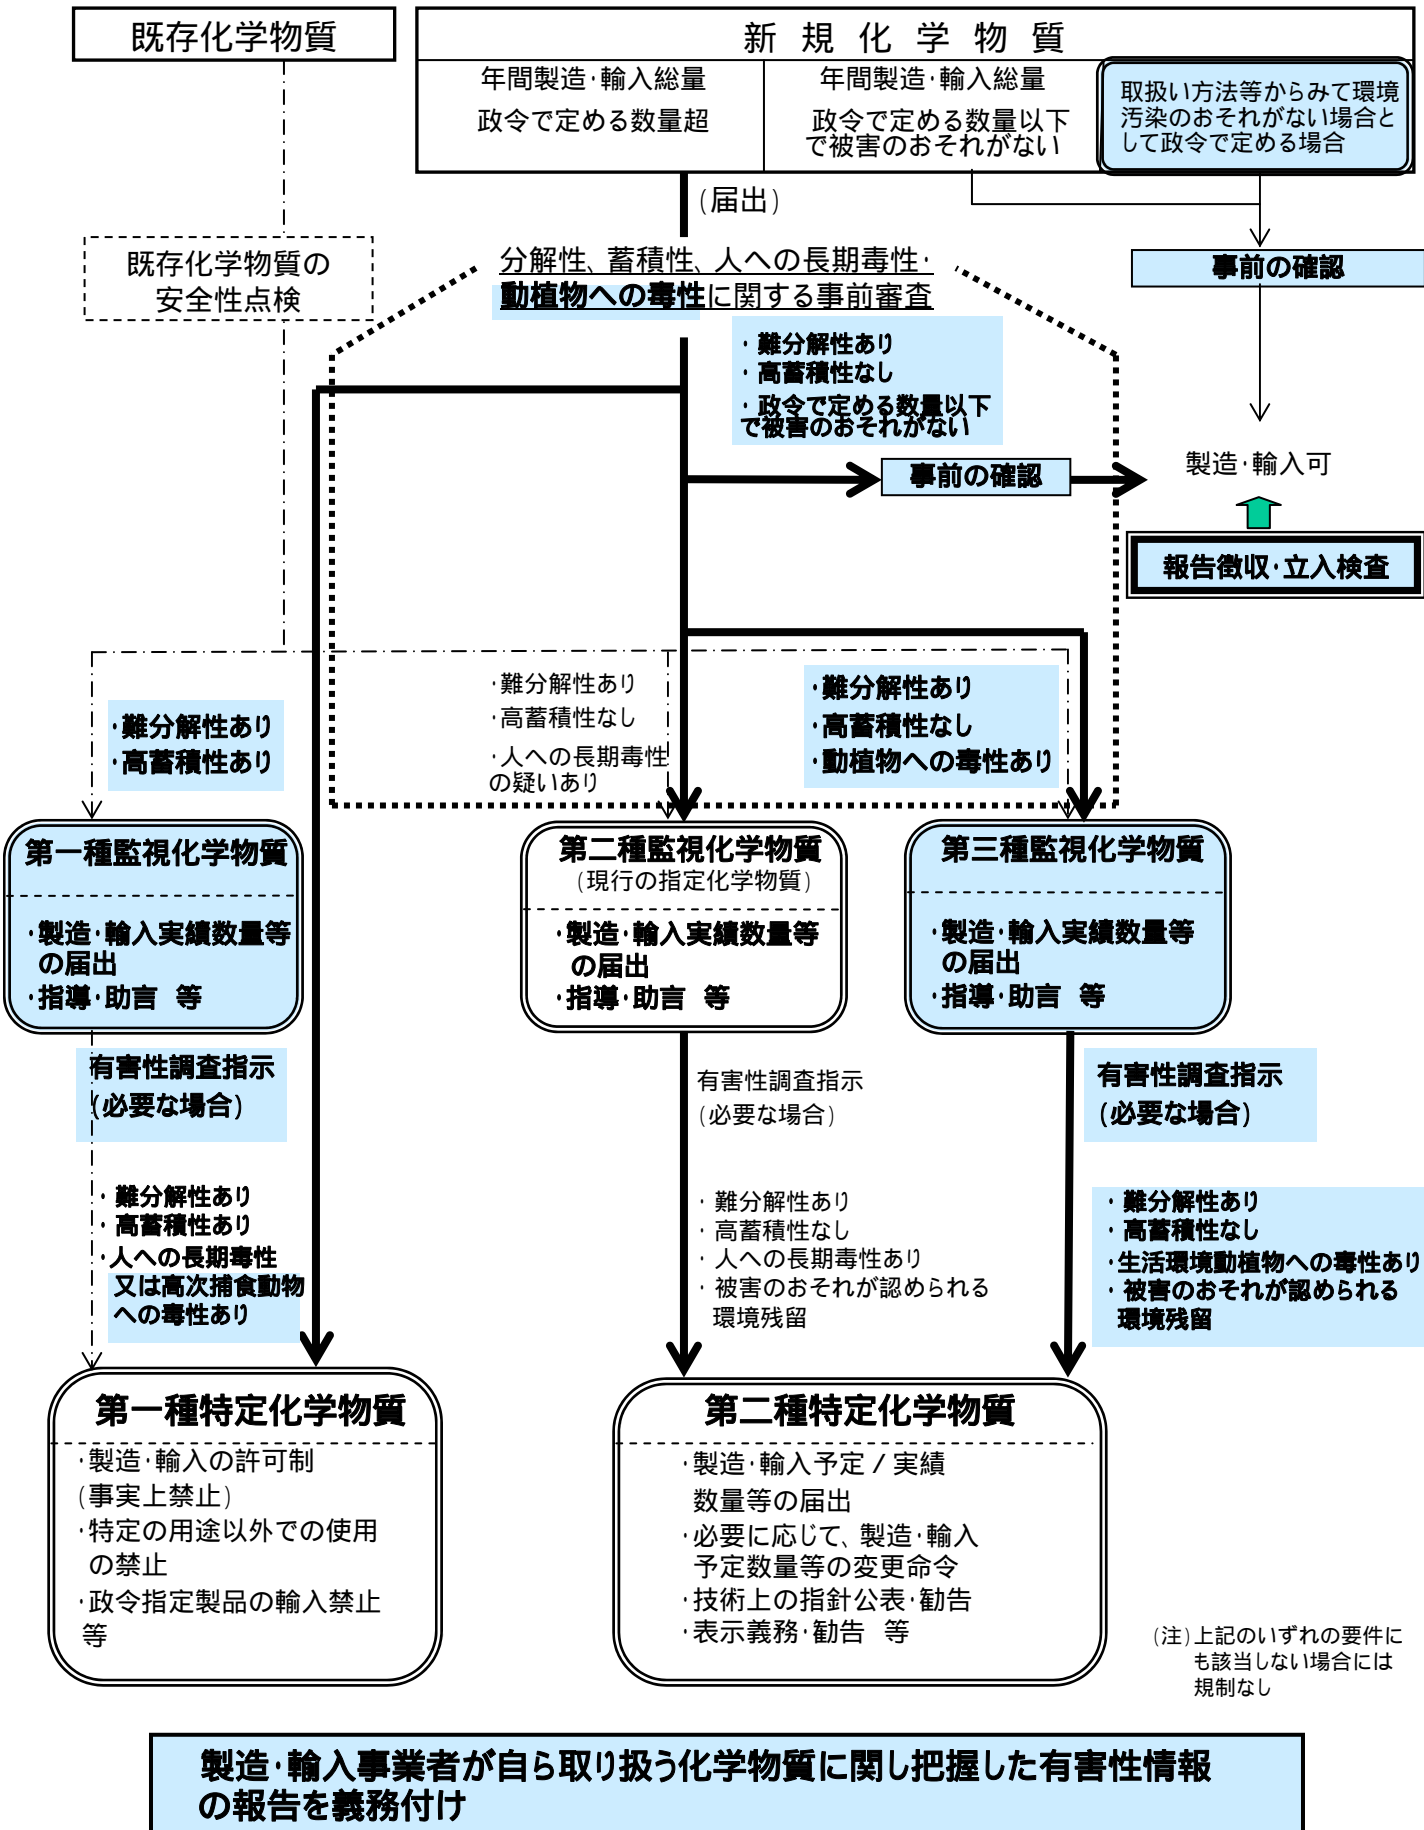 既存化学物質
新規化学物質
年間製造・輸入総量
政令で定める数量超
年間製造・輸入総量
政令で定める数量以下
で被害のおそれがない
取扱い方法等からみて環境
汚染のおそれがない場合と
して政令で定める場合
(届出)
既存化学物質の
安全性点検
分解性、蓄積性、人への長期毒性・
動植物への毒性に関する事前審査
事前の確認
・難分解性あり
・高蓄積性なし
・政令で定める数量以下
で被害のおそれがない
事前の確認
製造・輸入可
報告徴収・立入検査
・難分解性あり
・高蓄積性あり
・難分解性あり
・高蓄積性なし
・人への長期毒性
の疑いあり
・難分解性あり
・高蓄積性なし
・動植物への毒性あり
第一種監視化学物質
・製造・輸入実績数量等
の届出
・指導・助言 等
第二種監視化学物質
(現行の指定化学物質)
・製造・輸入実績数量等
の届出
・指導・助言 等
第三種監視化学物質
・製造・輸入実績数量等
の届出
・指導・助言 等
有害性調査指示
(必要な場合)
有害性調査指示
(必要な場合)
有害性調査指示
(必要な場合)
・難分解性あり
・高蓄積性あり
・人への長期毒性
又は高次捕食動物
への毒性あり
・難分解性あり
・高蓄積性なし
・人への長期毒性あり
・被害のおそれが認められる
環境残留
・難分解性あり
・高蓄積性なし
・生活環境動植物への毒性あり
・被害のおそれが認められる
環境残留
第一種特定化学物質
・製造・輸入の許可制
(事実上禁止)
・特定の用途以外での使用
の禁止
・政令指定製品の輸入禁止
等
第二種特定化学物質
・製造・輸入予定/実績
数量等の届出
・必要に応じて、製造・輸入
予定数量等の変更命令
・技術上の指針公表・勧告
・表示義務・勧告 等
(注)上記のいずれの要件に
も該当しない場合には
規制なし
製造・輸入事業者が自ら取り扱う化学物質に関し把握した有害性情報
の報告を義務付け